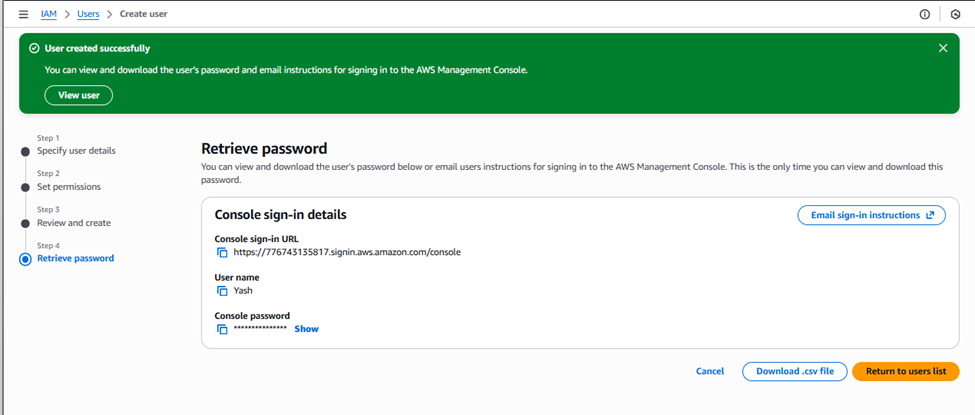 IAM > Users > Create user
User created successfully
You can view and download the user's password and email instructions for signing in to the AWS Management Console.
View user
Step 1
Specify user details
Step 2
Set permissions
Step 3
Review and create
Step 4
Retrieve password
Retrieve password
You can view and download the user's password below or email users instructions for signing in to the AWS Management Console. This is the only time you can view and download this
password.
Console sign-in details
Email sign-in instructions
Console sign-in URL
https://776743135817.signin.aws.amazon.com/console
User name
Yash
Console password
*************** Show
Cancel
Download .csv file
Return to users list